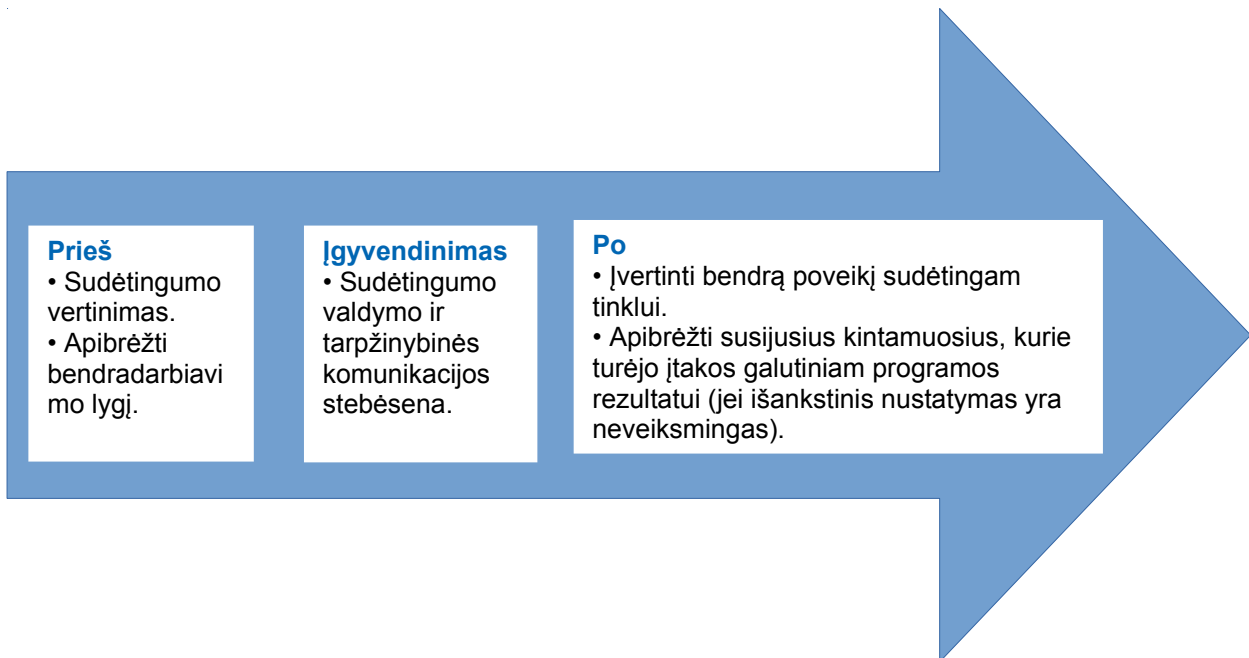 Prieš
• Sudėtingumo
vertinimas.
• Apibrėžti
bendradarbiavi
mo lygį.
Įgyvendinimas
• Sudėtingumo
valdymo ir
tarpžinybinės
komunikacijos
stebėsena.
Po
• Įvertinti bendrą poveikį sudėtingam
tinklui.
• Apibrėžti susijusius kintamuosius, kurie
turėjo įtakos galutiniam programos
rezultatui (jei išankstinis nustatymas yra
neveiksmingas).